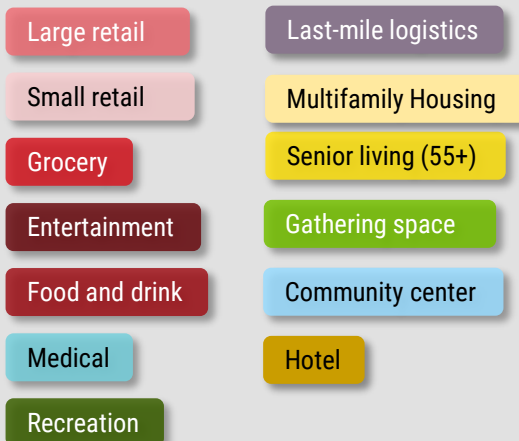 Large retail
Small retail
Grocery
Entertainment
Food and drink
Medical
Recreation
Last-mile logistics
Multifamily Housing
Senior living (55+)
Gathering space
Community center
Hotel